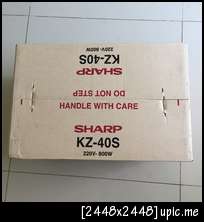 220V- 800W
KZ-40S
SHARP
DO NOT STEP
HANDLE WITH CARE
SHARP
KZ-40S
220V- 800W
[2448x2448] upic.me